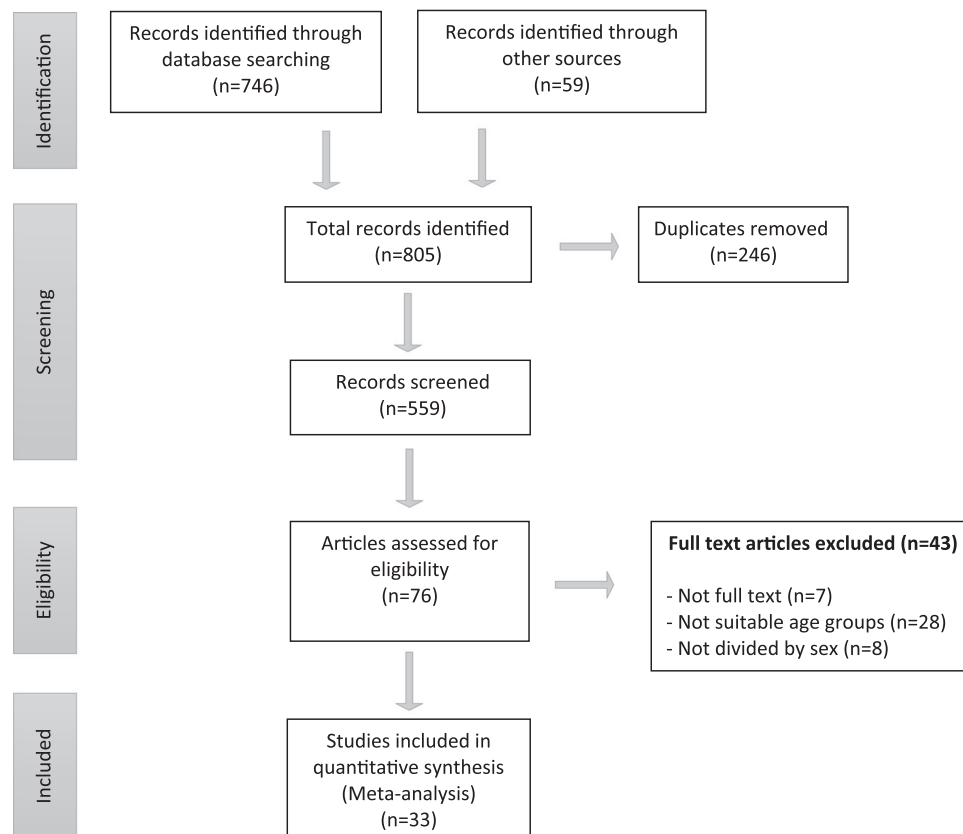 Identification
Records identified through
database searching
(n=746)
Records identified through
other sources
(n=59)
Screening
Total records identified
(n=805)
Duplicates removed
(n=246)
Records screened
(n=559)
Eligibility
Articles assessed for
eligibility
(n=76)
Full text articles excluded (n=43)
- Not full text (n=7)
- Not suitable age groups (n=28)
- Not divided by sex (n=8)
Included
Studies included in
quantitative synthesis
(Meta-analysis)
(n=33)